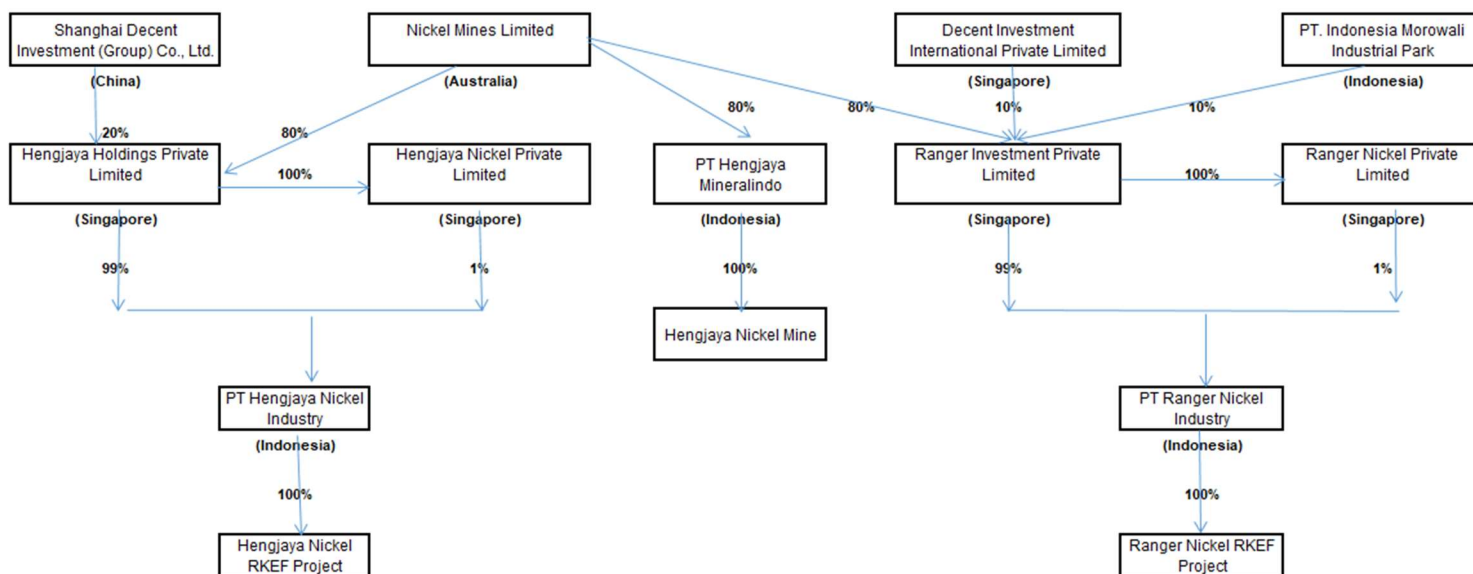 Shanghai Decent
Investment (Group) Co., Ltd.
(China)
Nickel Mines Limited
(Australia)
Decent Investment
International Private Limited
(Singapore)
PT. Indonesia Morowali
Industrial Park
(Indonesia)
20%
80%
80%
80%
10%
10%
Hengjaya Holdings Private
Limited
(Singapore)
100%
Hengjaya Nickel Private
Limited
(Singapore)
PT Hengjaya
Mineralindo
(Indonesia)
Ranger Investment Private
Limited
(Singapore)
100%
Ranger Nickel Private
Limited
(Singapore)
99%
1%
100%
99%
1%
Hengjaya Nickel Mine
PT Hengjaya Nickel
Industry
(Indonesia)
PT Ranger Nickel
Industry
(Indonesia)
100%
100%
Hengjaya Nickel
RKEF Project
Ranger Nickel RKEF
Project